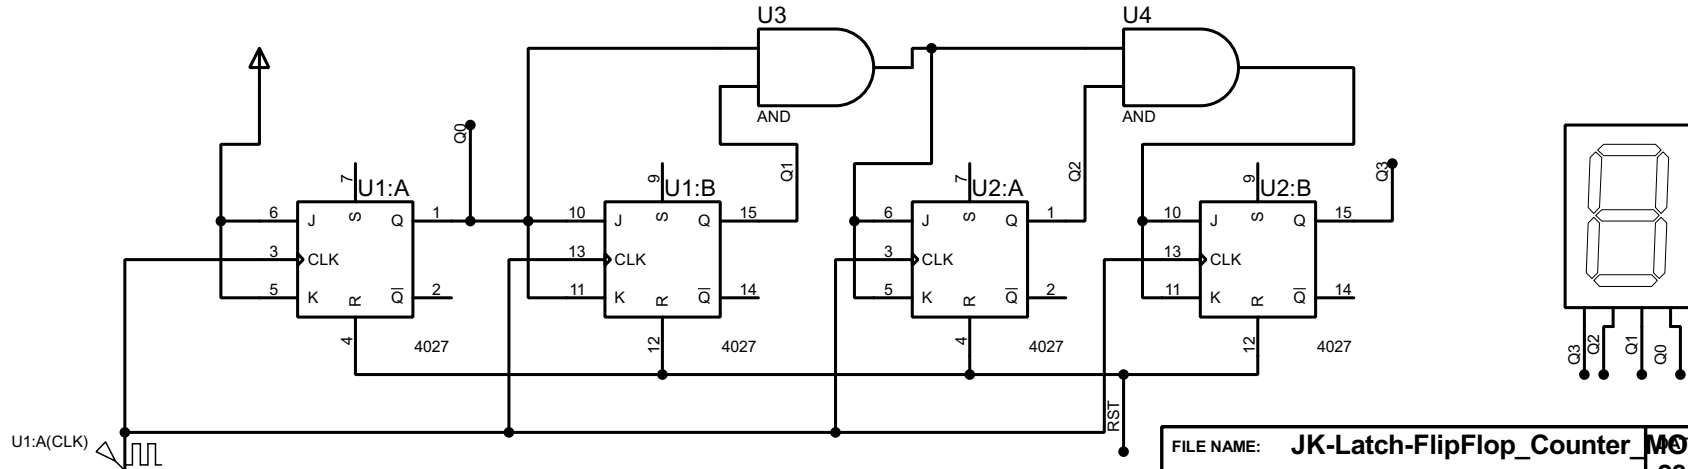 U3
U4
AND
AND
Q0
Q1
Q2
Q3
U1:A
7
S
6
J
Q
1
3
CLK
5
K
R
Q
2
4
4027
U1:B
9
S
10
J
Q
15
13
CLK
11
K
R
Q
14
12
4027
U2:A
7
S
6
J
Q
1
3
CLK
5
K
R
Q
2
4
4027
U2:B
9
S
10
J
Q
15
13
CLK
11
K
R
Q
14
12
4027
Q3
Q2
Q1
Q0
RST
U1:A(CLK)
FILE NAME: JK-Latch-FlipFlop_Counter_MO